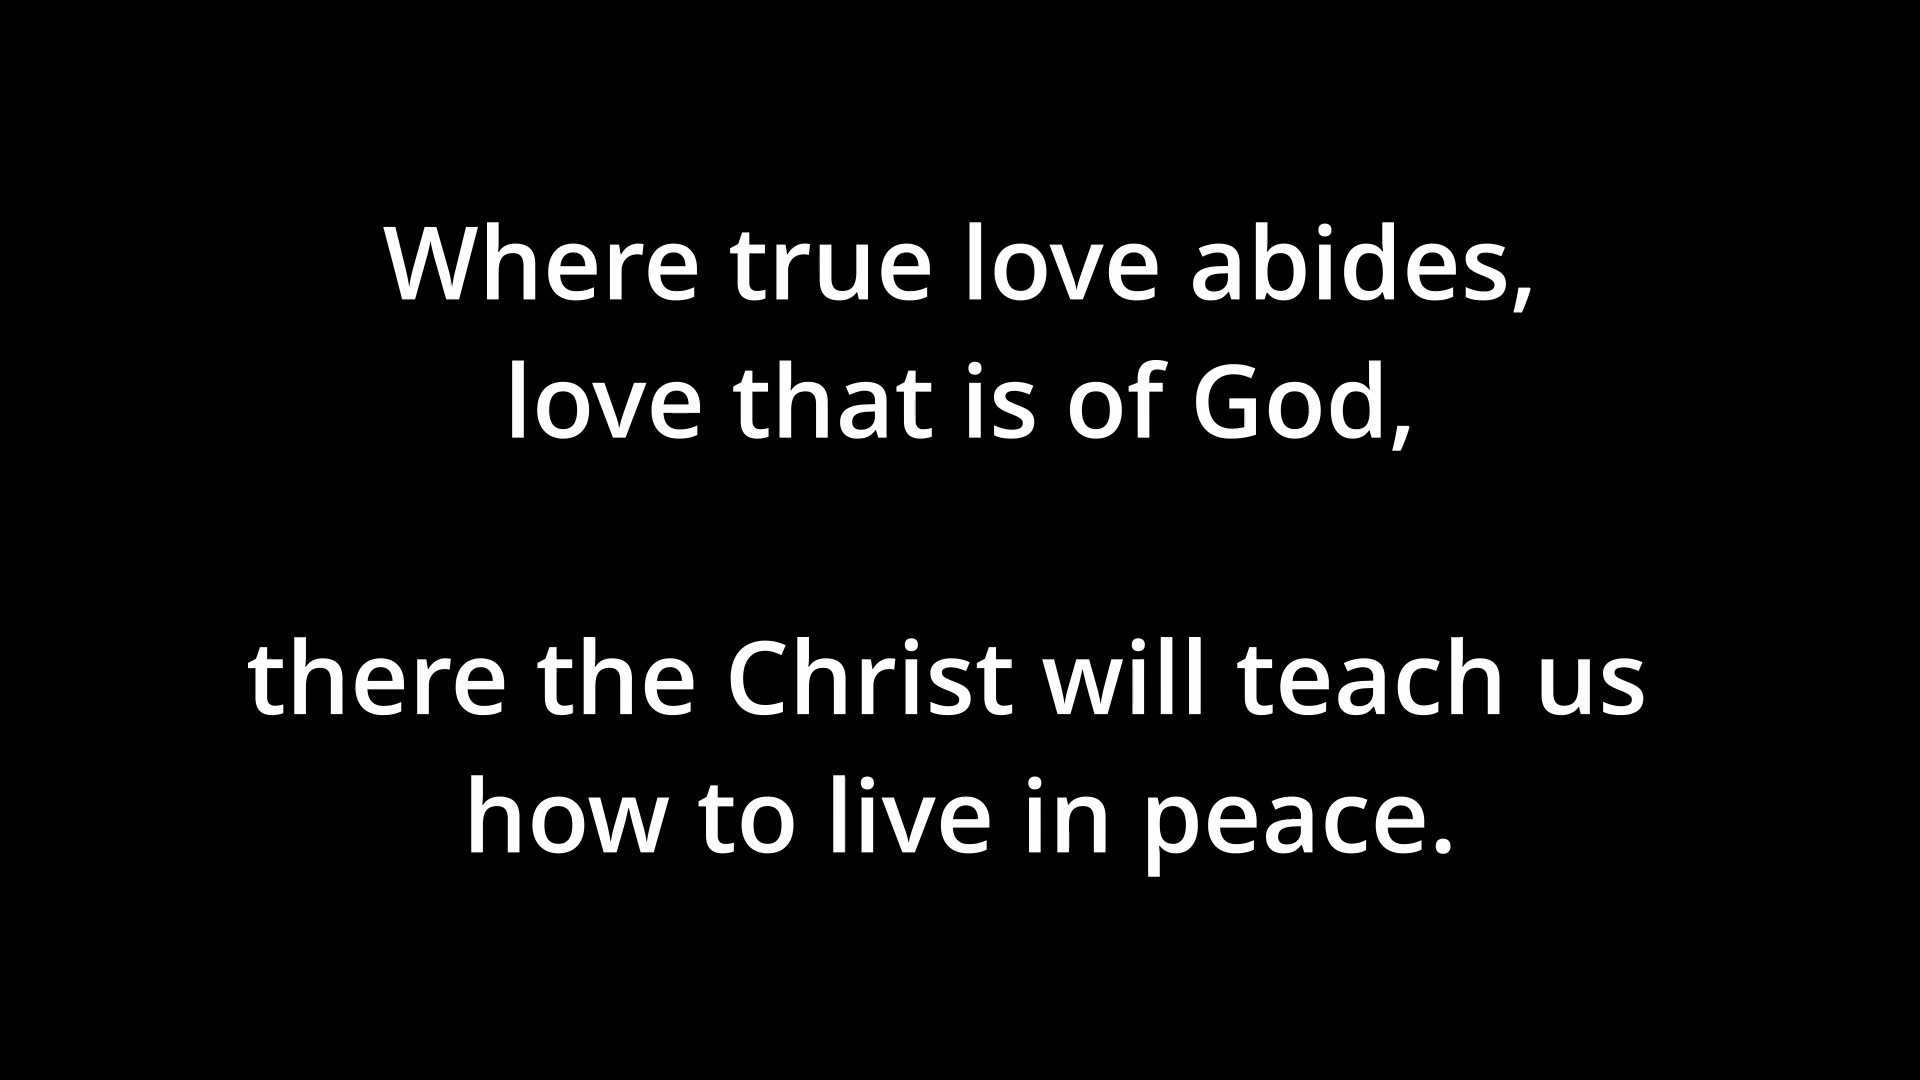 Where true love abides,
love that is of God,
there the Christ will teach us
how to live in peace.